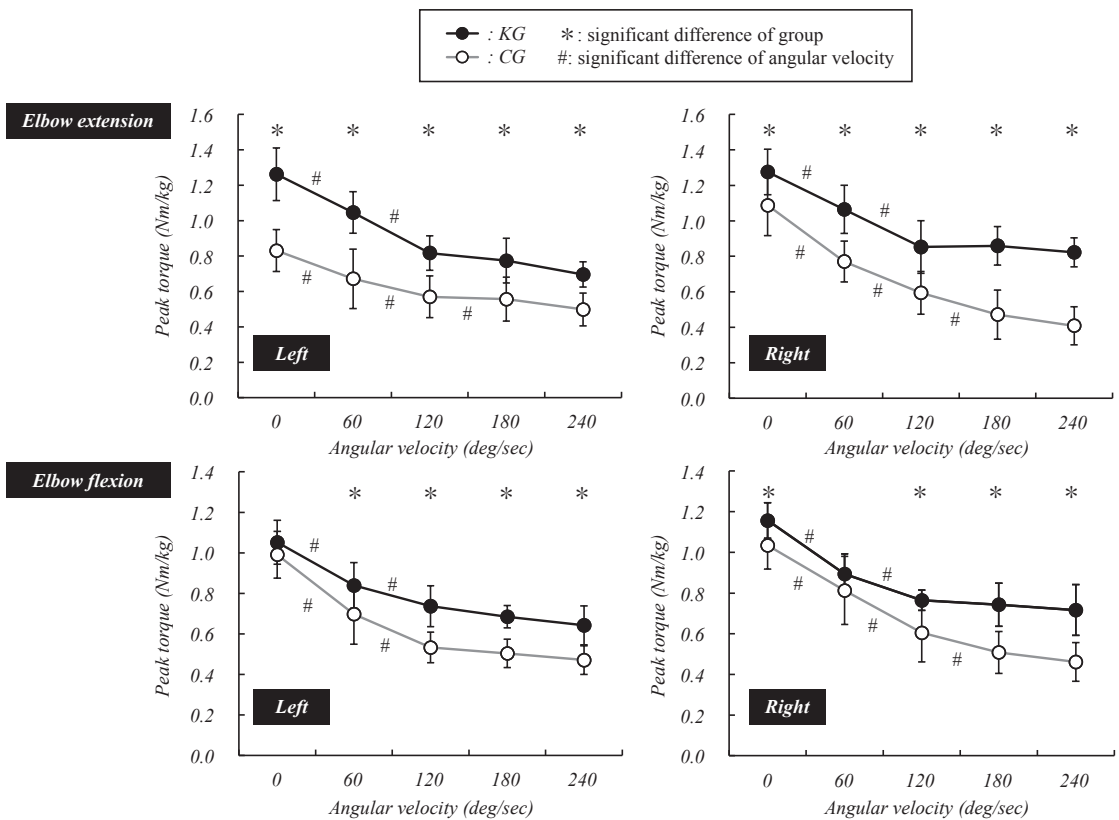 : KG * : significant difference of group
: CG #: significant difference of angular velocity
Elbow extension
Peak torque (Nm/kg)
1.6
1.4
1.2
1.0
0.8
0.6
0.4
0.2
0.0
* * * * *
# #
# # #
Left
0 60 120 180 240
Angular velocity (deg/sec)
Peak torque (Nm/kg)
1.6
1.4
1.2
1.0
0.8
0.6
0.4
0.2
0.0
* * * * *
# #
# # #
Right
0 60 120 180 240
Angular velocity (deg/sec)
Elbow flexion
Peak torque (Nm/kg)
1.4
1.2
1.0
0.8
0.6
0.4
0.2
0.0
* * * *
# #
# #
Left
0 60 120 180 240
Angular velocity (deg/sec)
Peak torque (Nm/kg)
1.4
1.2
1.0
0.8
0.6
0.4
0.2
0.0
* * * *
# #
# # #
Right
0 60 120 180 240
Angular velocity (deg/sec)